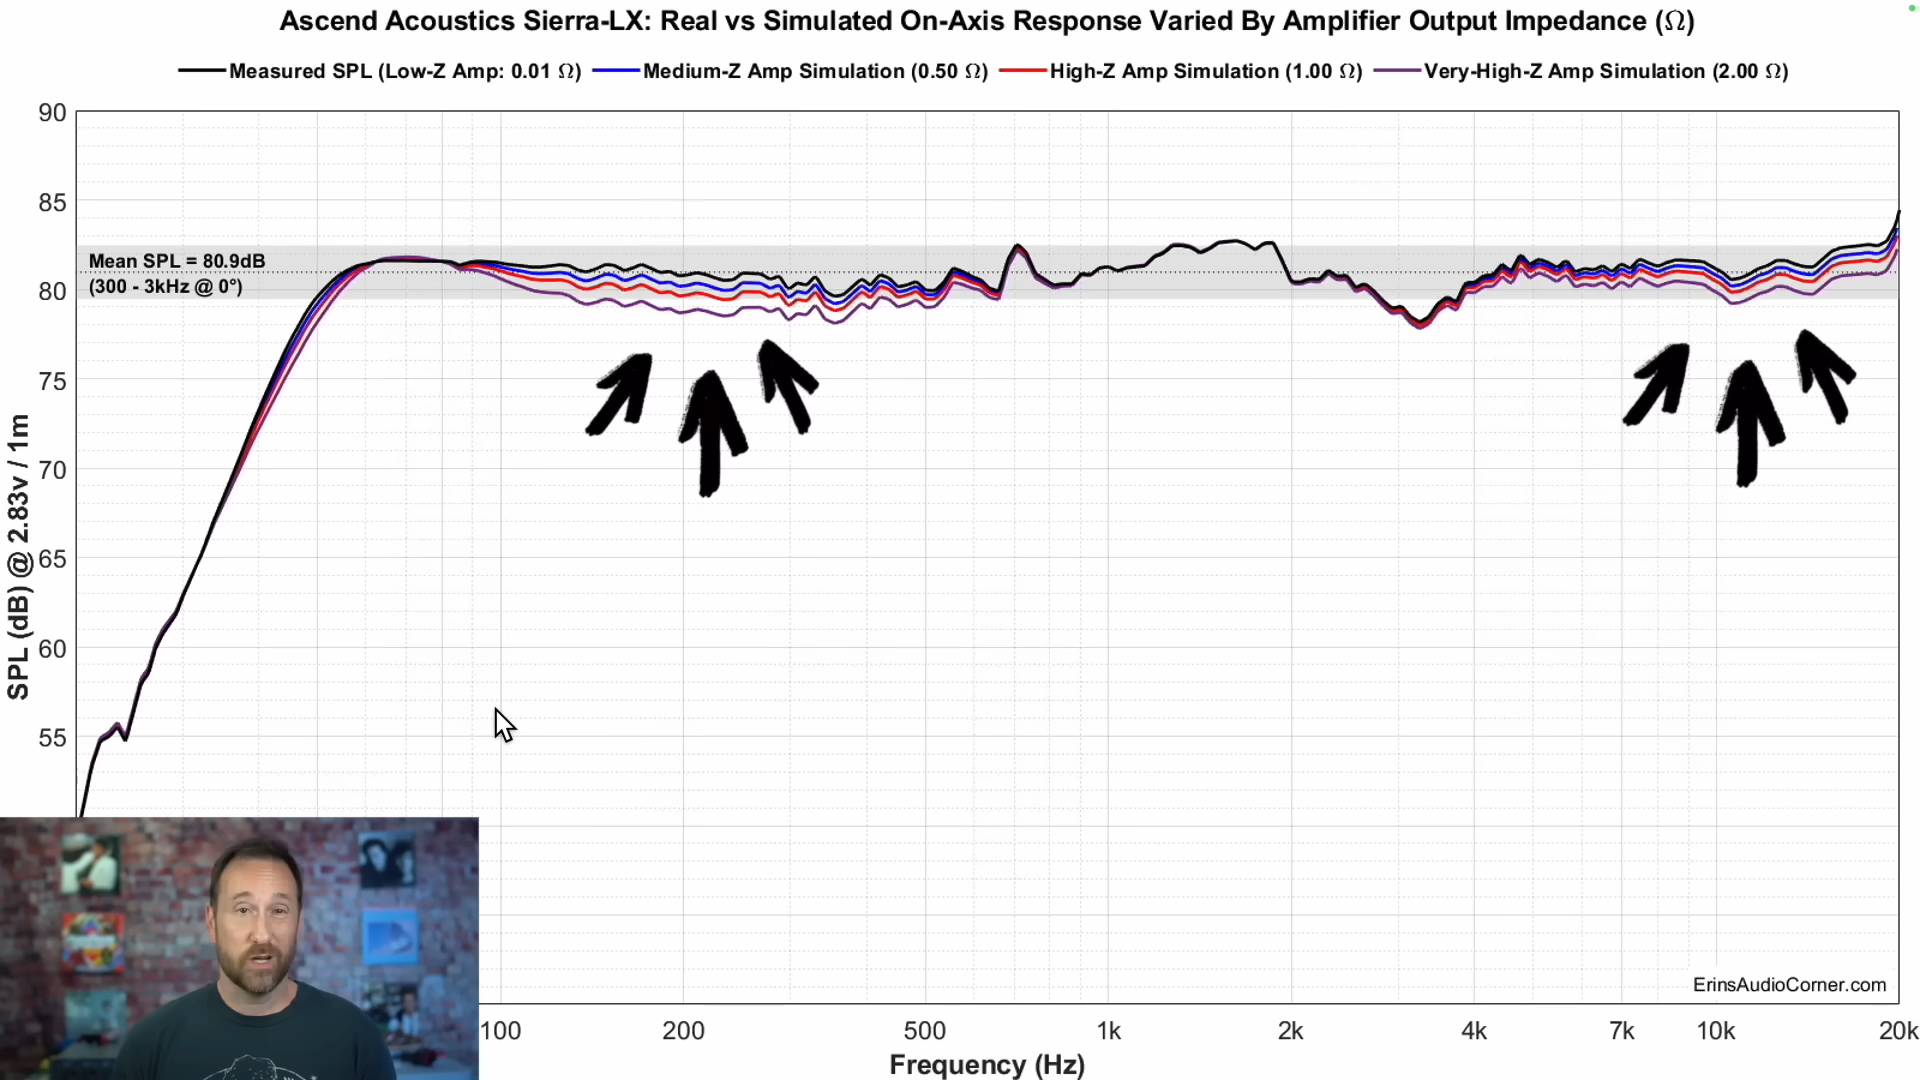 Ascend Acoustics Sierra-LX: Real vs Simulated On-Axis Response Varied By Amplifier Output Impedance (Ω)
Measured SPL (Low-Z Amp: 0.01 Ω) Medium-Z Amp Simulation (0.50 Ω) High-Z Amp Simulation (1.00 Ω) Very-High-Z Amp Simulation (2.00 Ω)
90
85
Mean SPL = 80.9dB
(300 - 3kHz @ 0°)
80
75
70
65
60
55
SPL (dB) @ 2.83v / 1m
ErinsAudioCorner.com
100 200 500 1k 2k 4k 7k 10k 20k
Frequency (Hz)